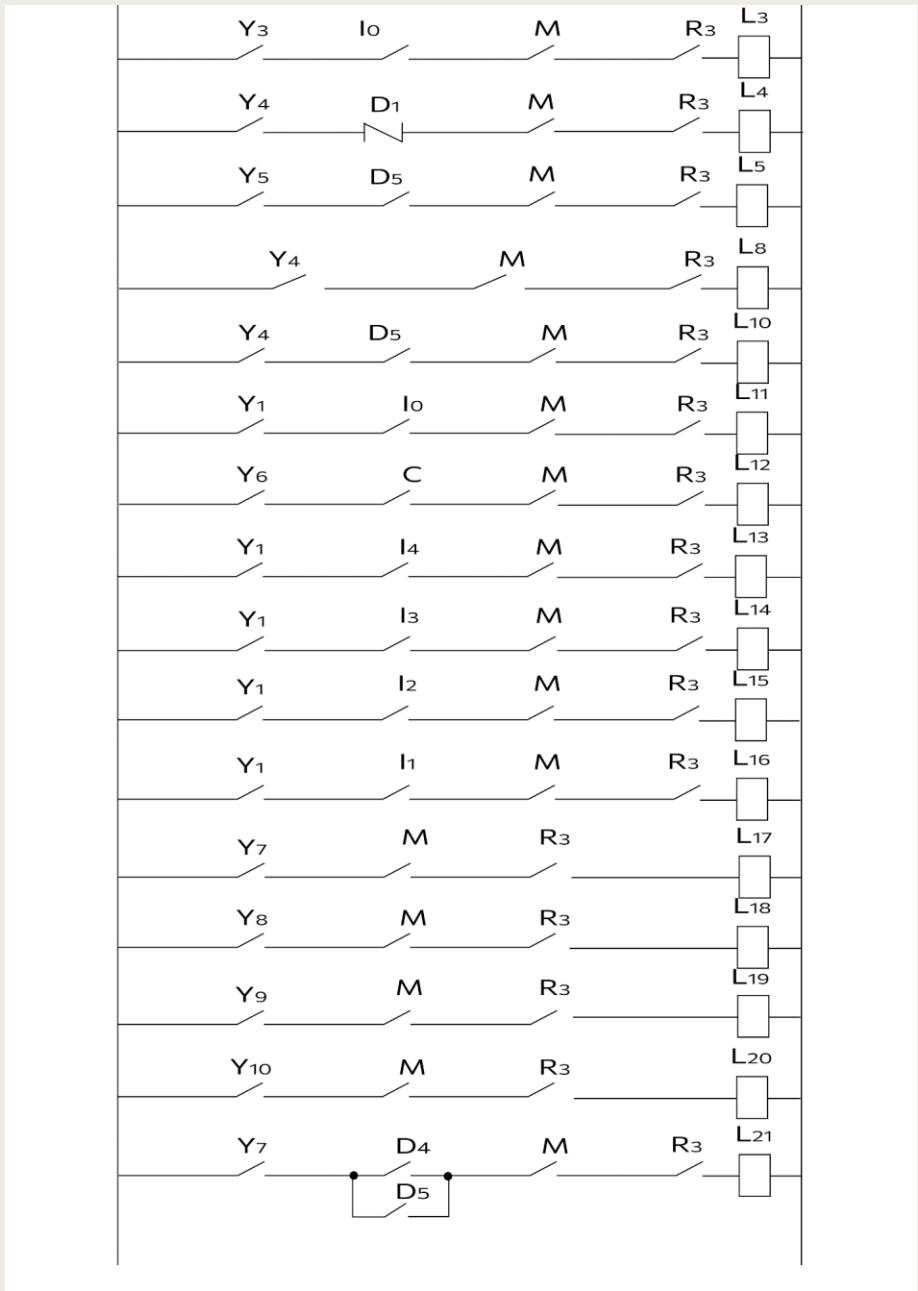 Y3 I0 M R3 L3
Y4 D1 M R3 L4
Y5 D5 M R3 L5
Y4 M R3 L8
Y4 D5 M R3 L10
Y1 I0 M R3 L11
Y6 C M R3 L12
Y1 I4 M R3 L13
Y1 I3 M R3 L14
Y1 I2 M R3 L15
Y1 I1 M R3 L16
Y7 M R3 L17
Y8 M R3 L18
Y9 M R3 L19
Y10 M R3 L20
Y7 D4 M R3 L21
D5